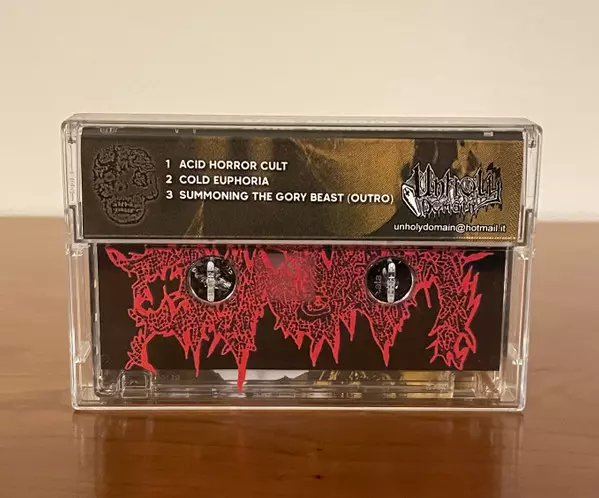 1 ACID HORROR CULT
2 COLD EUPHORIA
3 SUMMONING THE GORY BEAST (OUTRO)
Unholy
Domain
unholydomain@hotmail.it